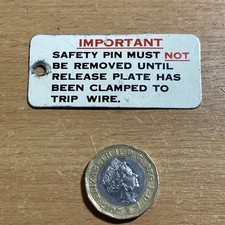 IMPORTANT
SAFETY PIN MUST NOT
BE REMOVED UNTIL
RELEASE PLATE HAS
BEEN CLAMPED TO
TRIP WIRE.